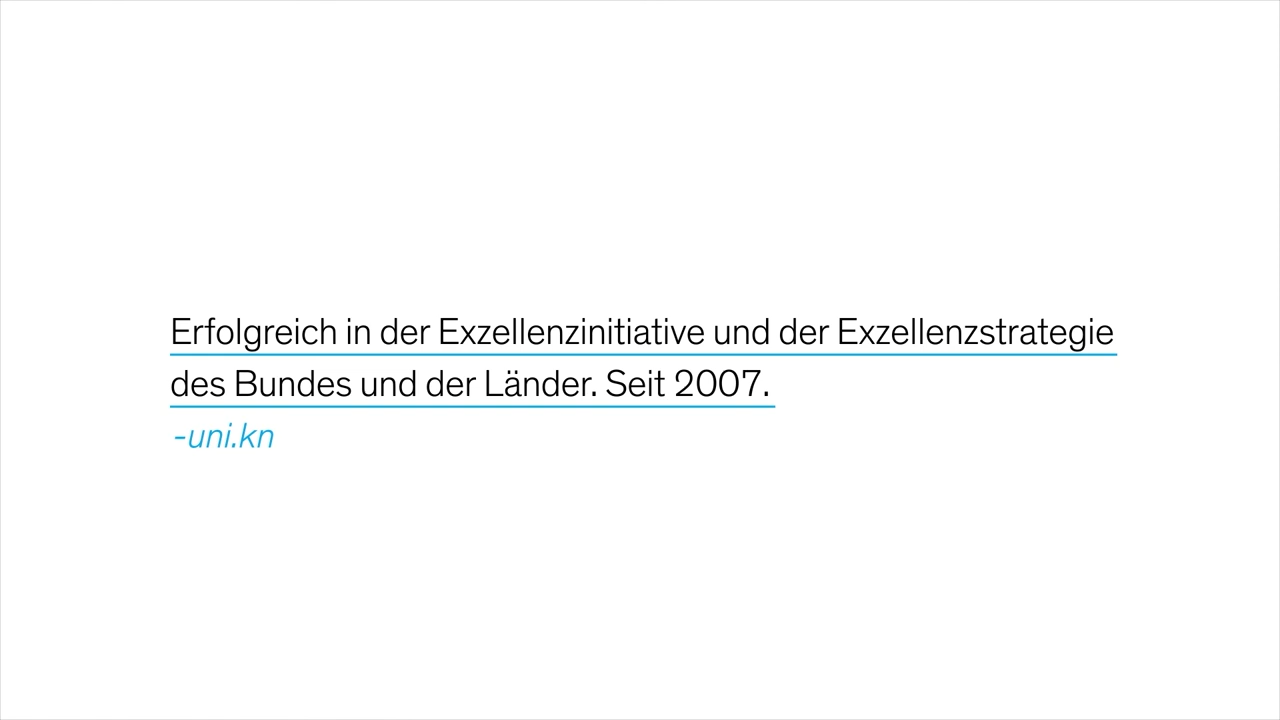 Erfolgreich in der Exzellenzinitiative und der Exzellenzstrategie
des Bundes und der Länder. Seit 2007.
-uni.kn